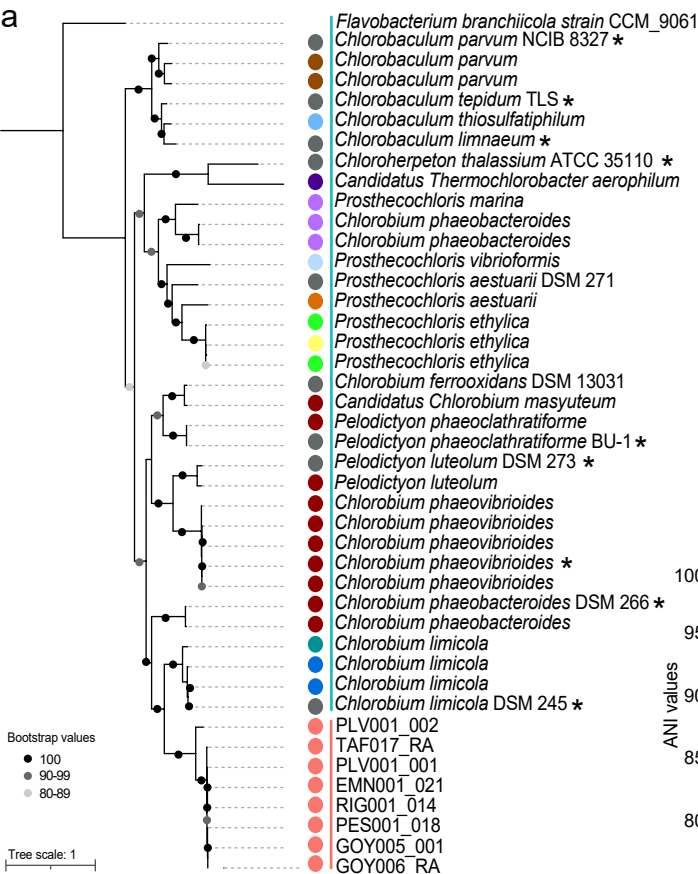 a
Flavobacterium branchiicola strain CCM_9061
Chlorobaculum parvum NCIB 8327 *
Chlorobaculum parvum
Chlorobaculum parvum
Chlorobaculum tepidum TLS *
Chlorobaculum thiosulfatiphilum
Chlorobaculum limnaeum *
Chloroherpeton thalassium ATCC 35110 *
Candidatus Thermochlorobacter aerophilum
Prosthecochloris marina
Chlorobium phaeobacteroides
Chlorobium phaeobacteroides
Prosthecochloris vibrioformis
Prosthecochloris aestuarii DSM 271
Prosthecochloris aestuarii
Prosthecochloris ethylica
Prosthecochloris ethylica
Prosthecochloris ethylica
Chlorobium ferrooxidans DSM 13031
Candidatus Chlorobium masyuteum
Pelodictyon phaeoclathratiforme
Pelodictyon phaeoclathratiforme BU-1 *
Pelodictyon luteolum DSM 273 *
Pelodictyon luteolum
Chlorobium phaeovibrioides
Chlorobium phaeovibrioides
Chlorobium phaeovibrioides
Chlorobium phaeovibrioides *
Chlorobium phaeovibrioides
Chlorobium phaeobacteroides DSM 266 *
Chlorobium phaeobacteroides
Chlorobium limicola
Chlorobium limicola
Chlorobium limicola
Chlorobium limicola DSM 245 *
PLV001_002
TAF017_RA
PLV001_001
EMN001_021
RIG001_014
PES001_018
GOY005_001
GOY006_RA
Bootstrap values
100
90-99
80-89
Tree scale: 1
ANI values
100
95
90
85
80